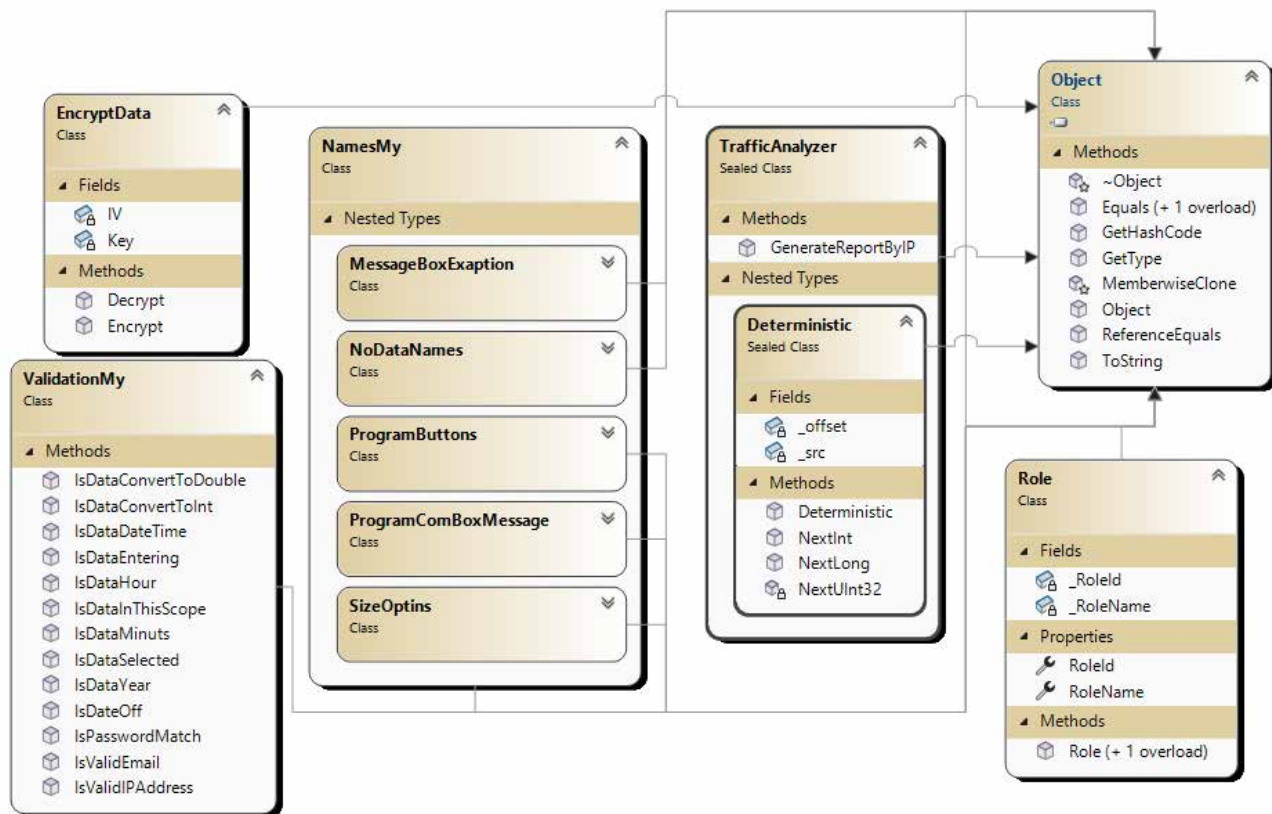 EncryptData
Class
Fields
IV
Key
Methods
Decrypt
Encrypt
ValidationMy
Class
Methods
IsDataConvertToDouble
IsDataConvertToInt
IsDataDateTime
IsDataEntering
IsDataHour
IsDataInThisScope
IsDataMinuts
IsDataSelected
IsDataYear
IsDateOff
IsPasswordMatch
IsValidEmail
IsValidIPAddress
NamesMy
Class
Nested Types
MessageBoxExaption
Class
NoDataNames
Class
ProgramButtons
Class
ProgramComBoxMessage
Class
SizeOptins
Class
TrafficAnalyzer
Sealed Class
Methods
GenerateReportByIP
Nested Types
Deterministic
Sealed Class
Fields
_offset
_src
Methods
Deterministic
NextInt
NextLong
NextUInt32
Object
Class
Methods
~Object
Equals (+ 1 overload)
GetHashCode
GetType
MemberwiseClone
Object
ReferenceEquals
ToString
Role
Class
Fields
_RoleId
_RoleName
Properties
RoleId
RoleName
Methods
Role (+ 1 overload)